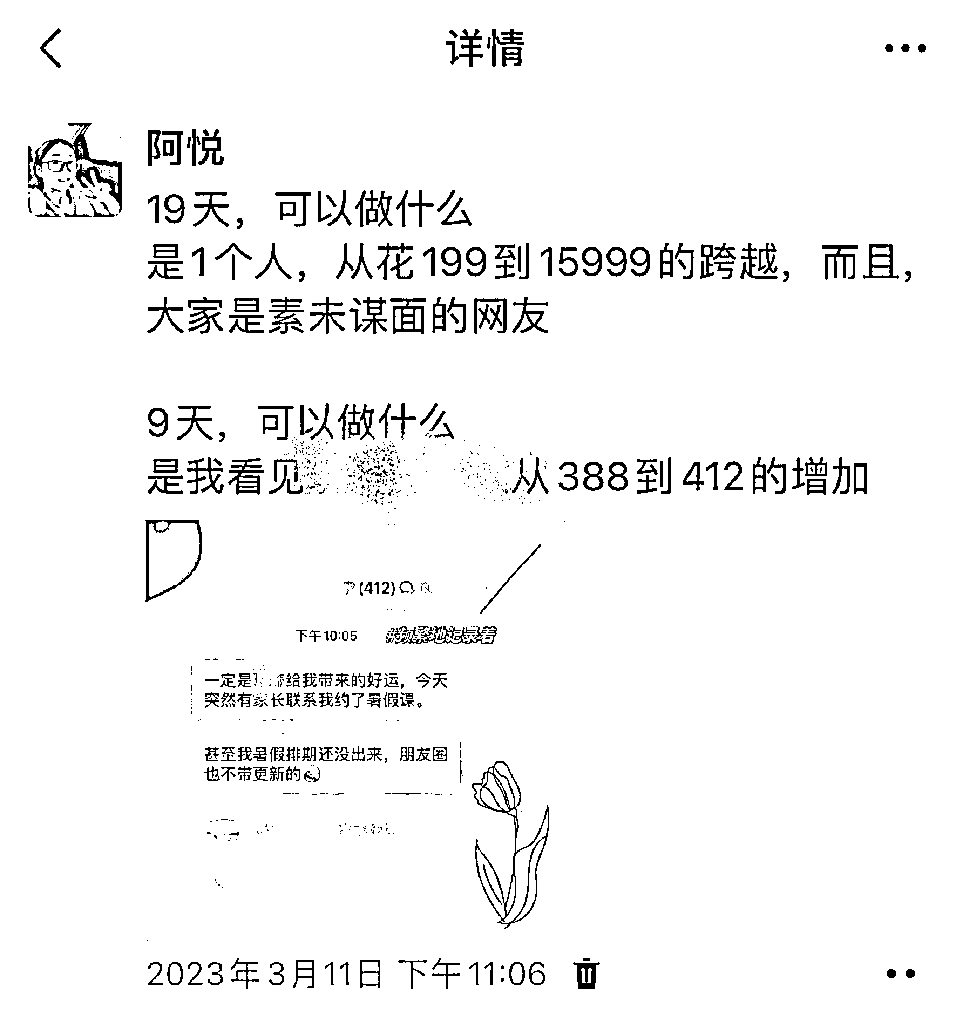 详情
阿悦
19天，可以做什么
是1个人，从花199到15999的跨越，而且，
大家是素未谋面的网友
9天，可以做什么
是我看见
从388到412的增加
(412)
下午10:05
记录着
一定是
给我带来的好运，今天
突然有家长联系我约了暑假课。
甚至我暑假排期还没出来，朋友圈
也不带更新的
2023年3月11日 下午11:06